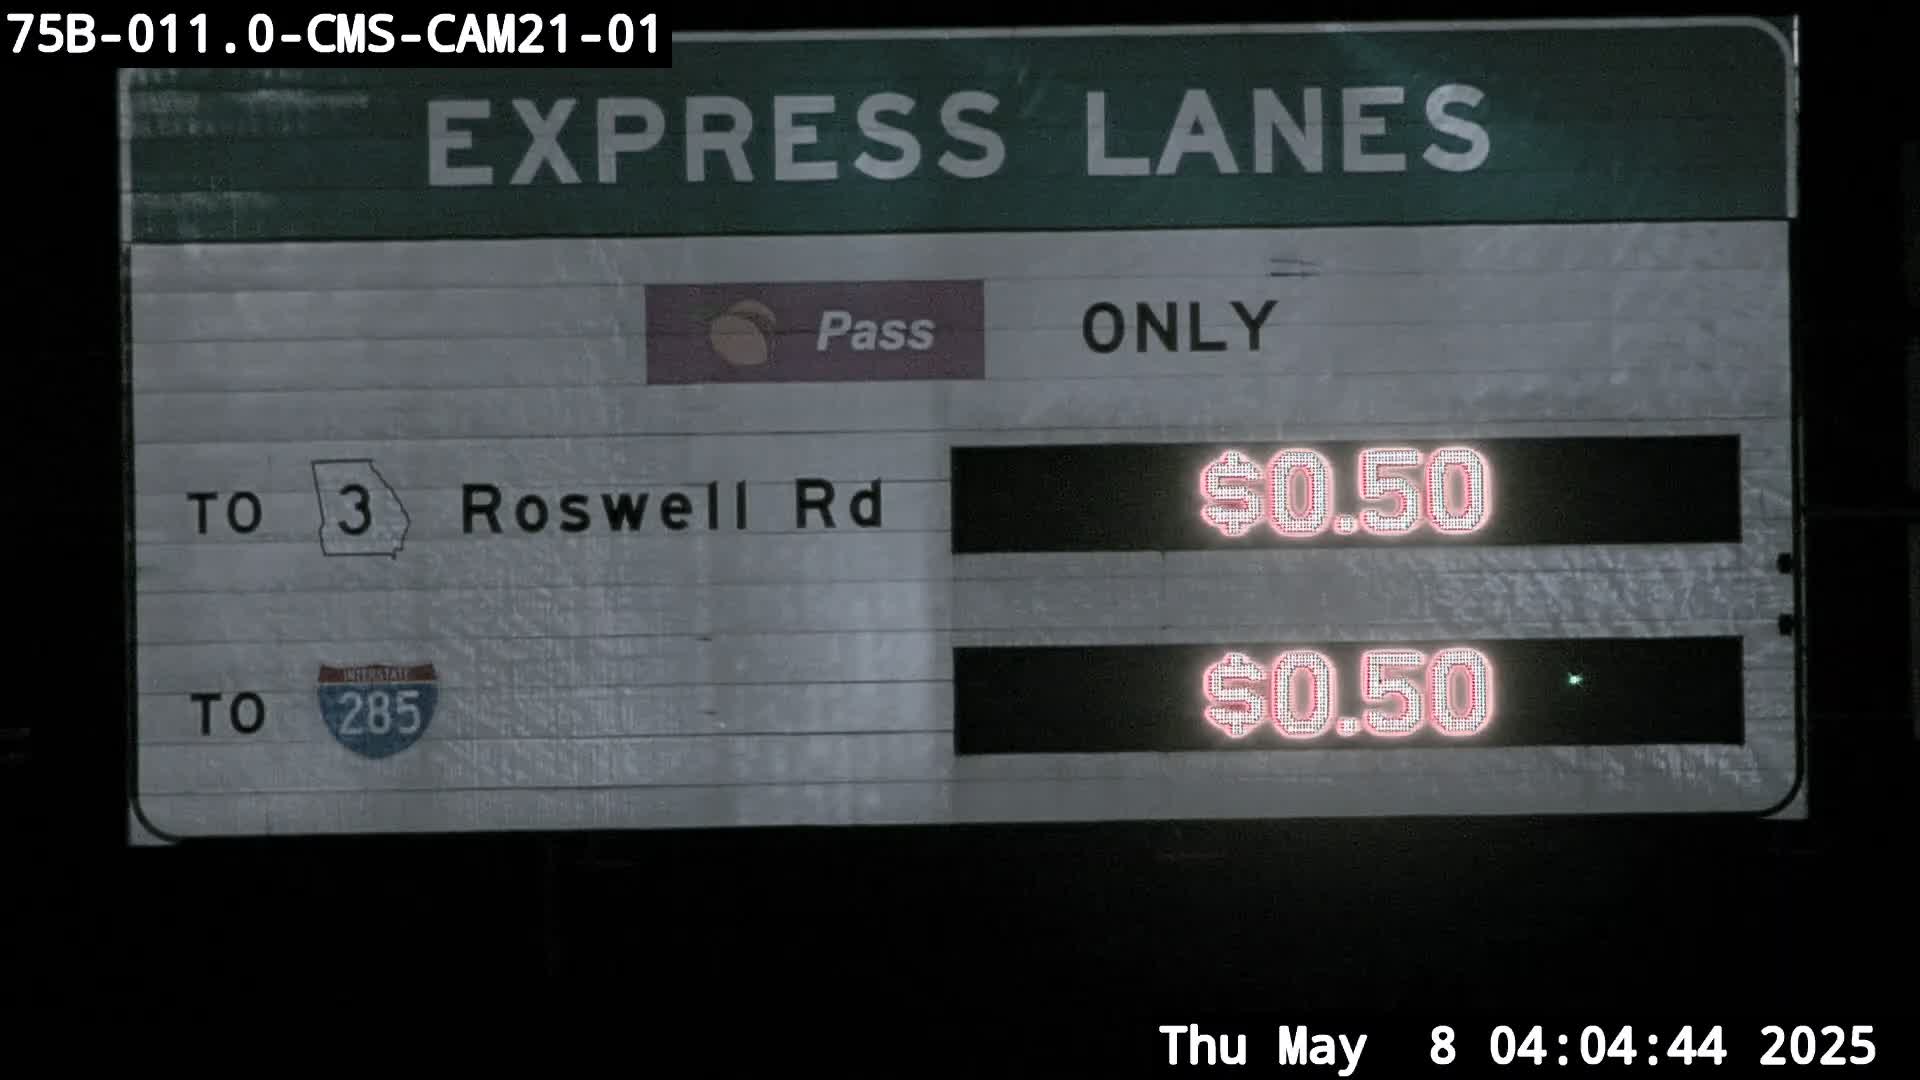 75B-011.0-CMS-CAM21-01
EXPRESS LANES
Pass ONLY
TO 3 Roswell Rd $0.50
INTERSTATE
TO 285 $0.50
Thu May 8 04:04:44 2025